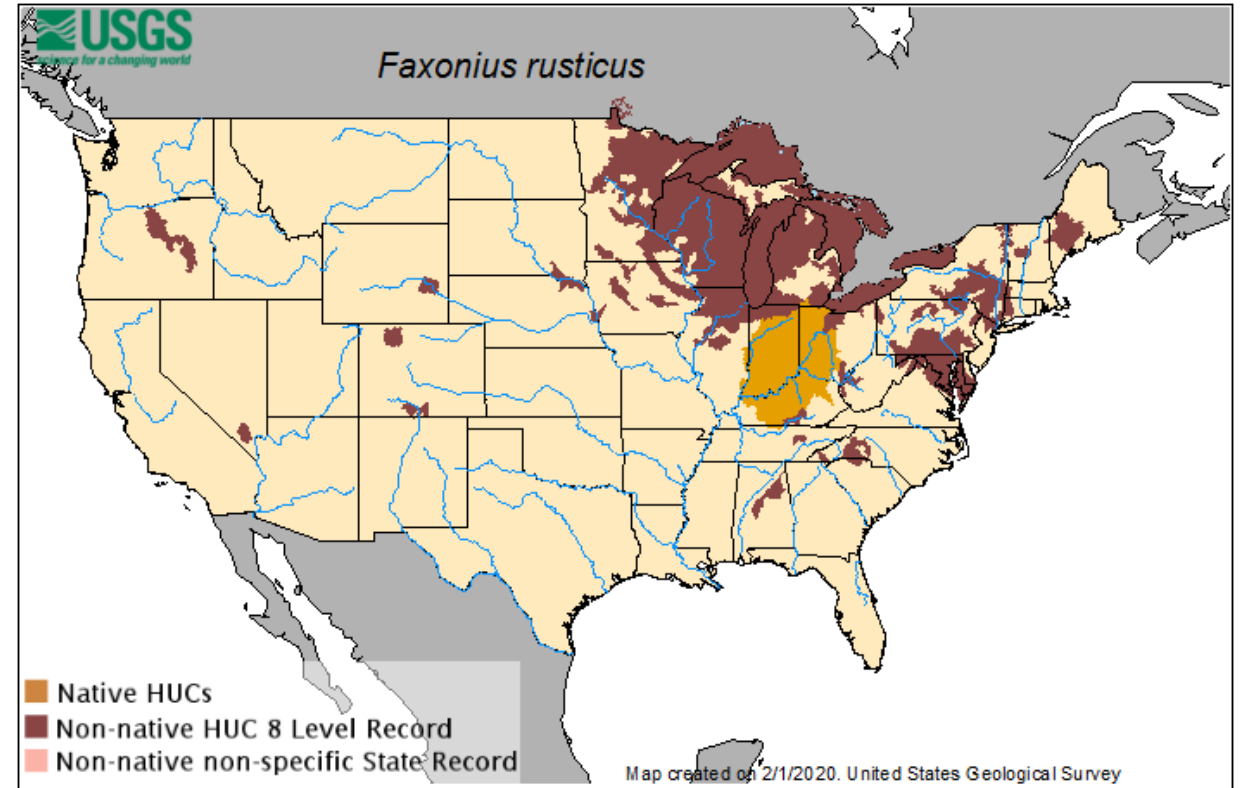 USGS
science for a changing world
Faxonius rusticus
Native HUCs
Non-native HUC 8 Level Record
Non-native non-specific State Record
Map created on 2/1/2020. United States Geological Survey